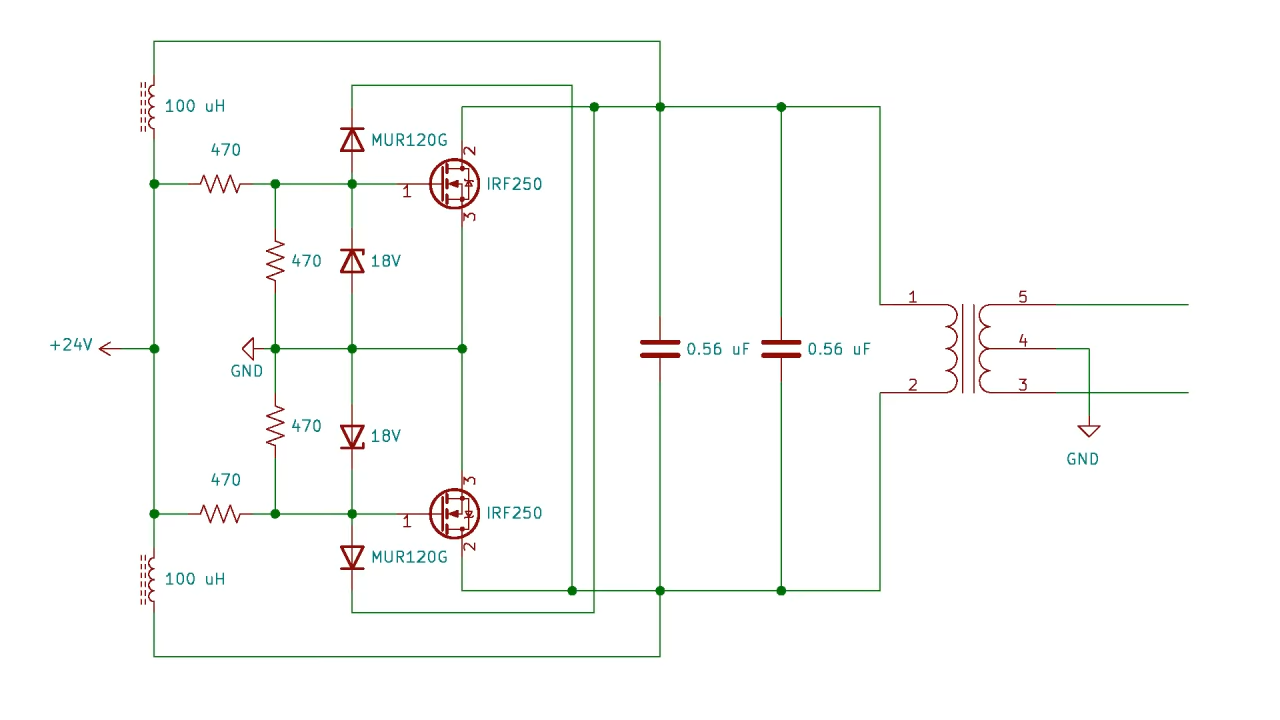 100 uH
470
MUR120G
2
1
IRF250
3
470
18V
1
5
+24V
GND
0.56 uF
0.56 uF
4
2
3
470
18V
GND
470
3
1
IRF250
2
MUR120G
100 uH